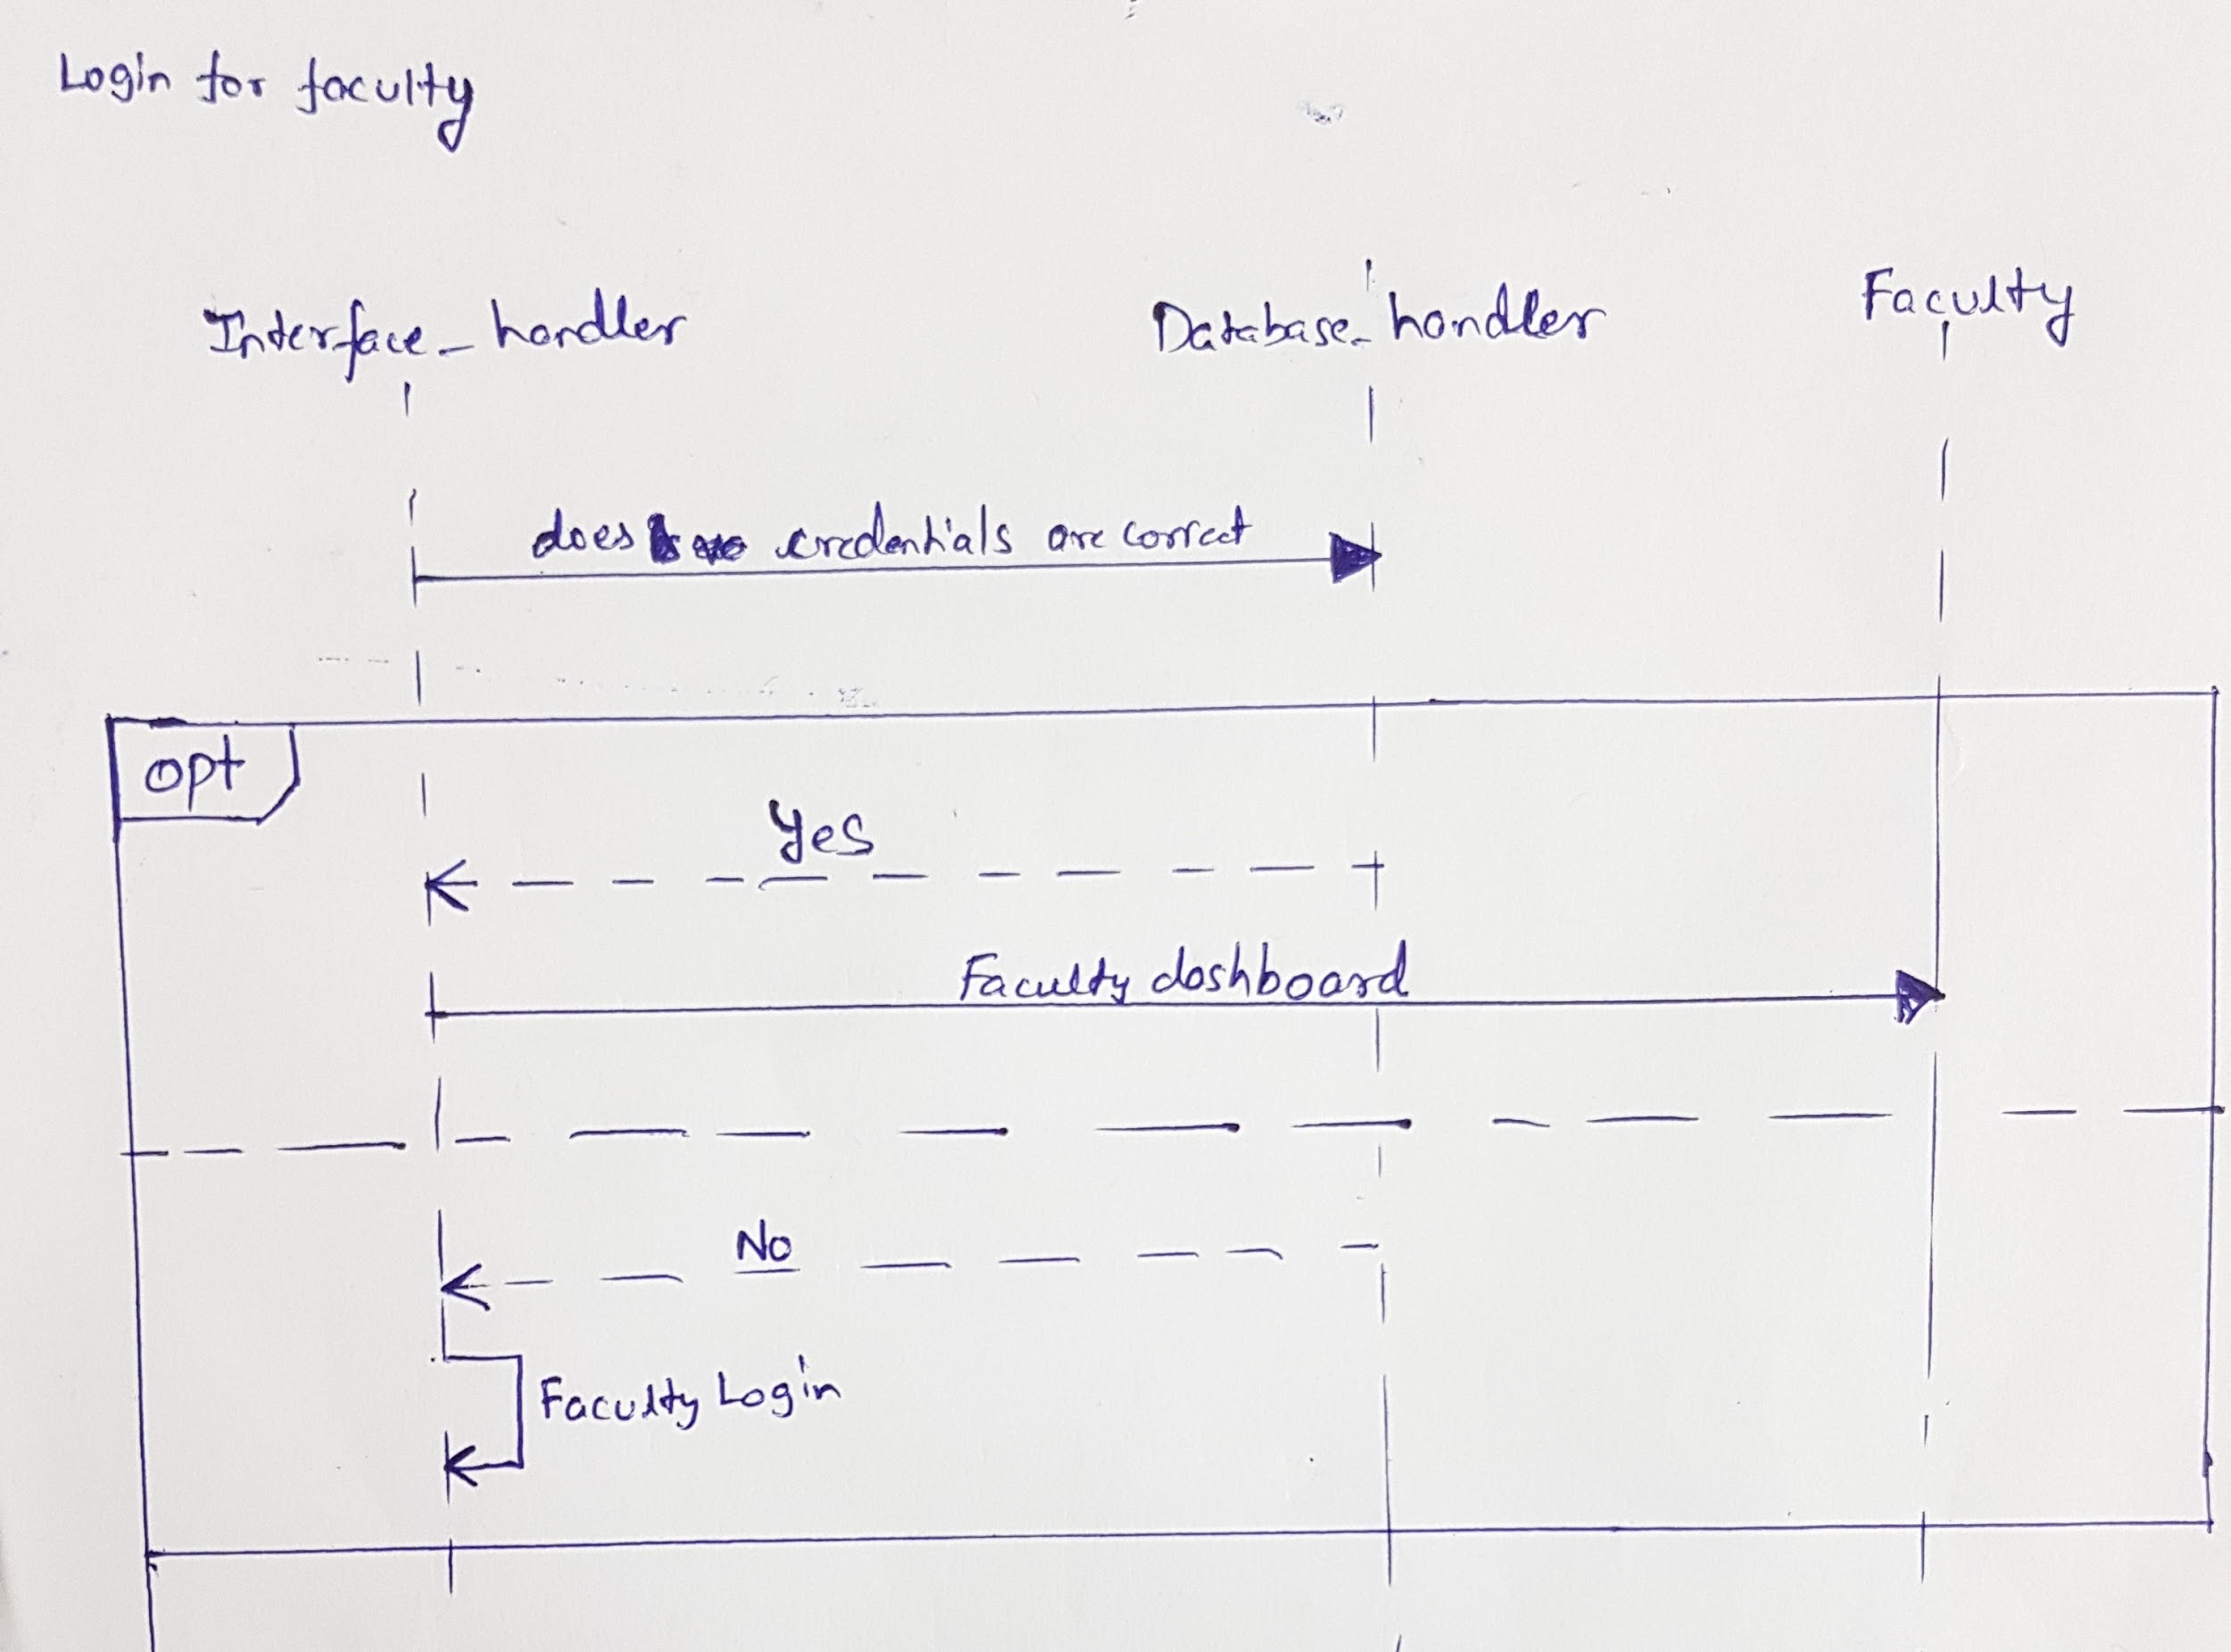 Login for faculty
Interface_handler
Database_handler
Faculty
does credentials are correct
opt
Yes
Faculty dashboard
No
Faculty Login